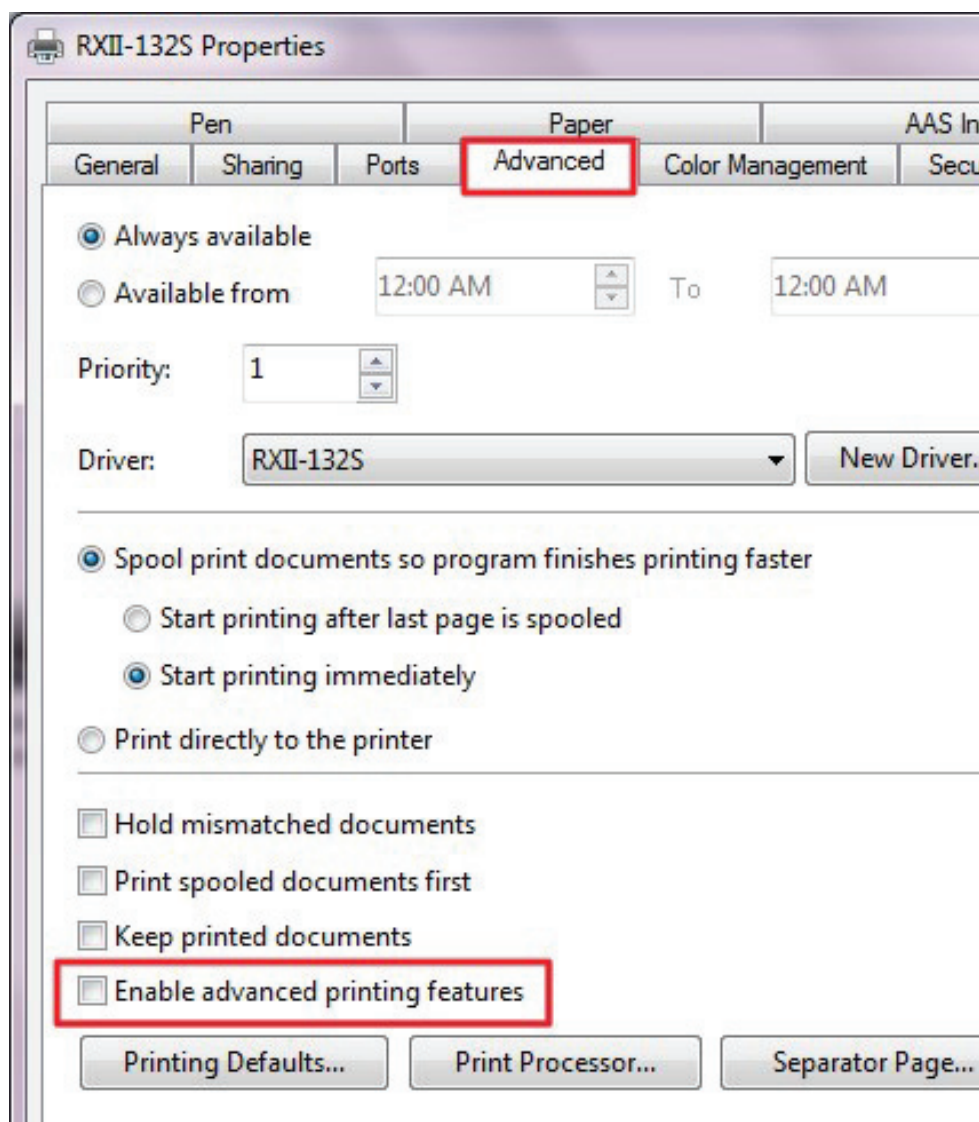 RXII-132S Properties
Pen Paper AAS In
General Sharing Ports Advanced Color Management Secu
Always available
Available from 12:00 AM To 12:00 AM
Priority: 1
Driver: RXII-132S New Driver.
Spool print documents so program finishes printing faster
Start printing after last page is spooled
Start printing immediately
Print directly to the printer
Hold mismatched documents
Print spooled documents first
Keep printed documents
Enable advanced printing features
Printing Defaults... Print Processor... Separator Page...